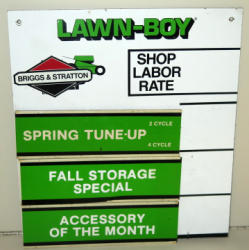 LAWN-BOY
BRIGGS & STRATTON
SHOP
LABOR
RATE
2 CYCLE
SPRING TUNE-UP
4 CYCLE
FALL STORAGE
SPECIAL
ACCESSORY
OF THE MONTH